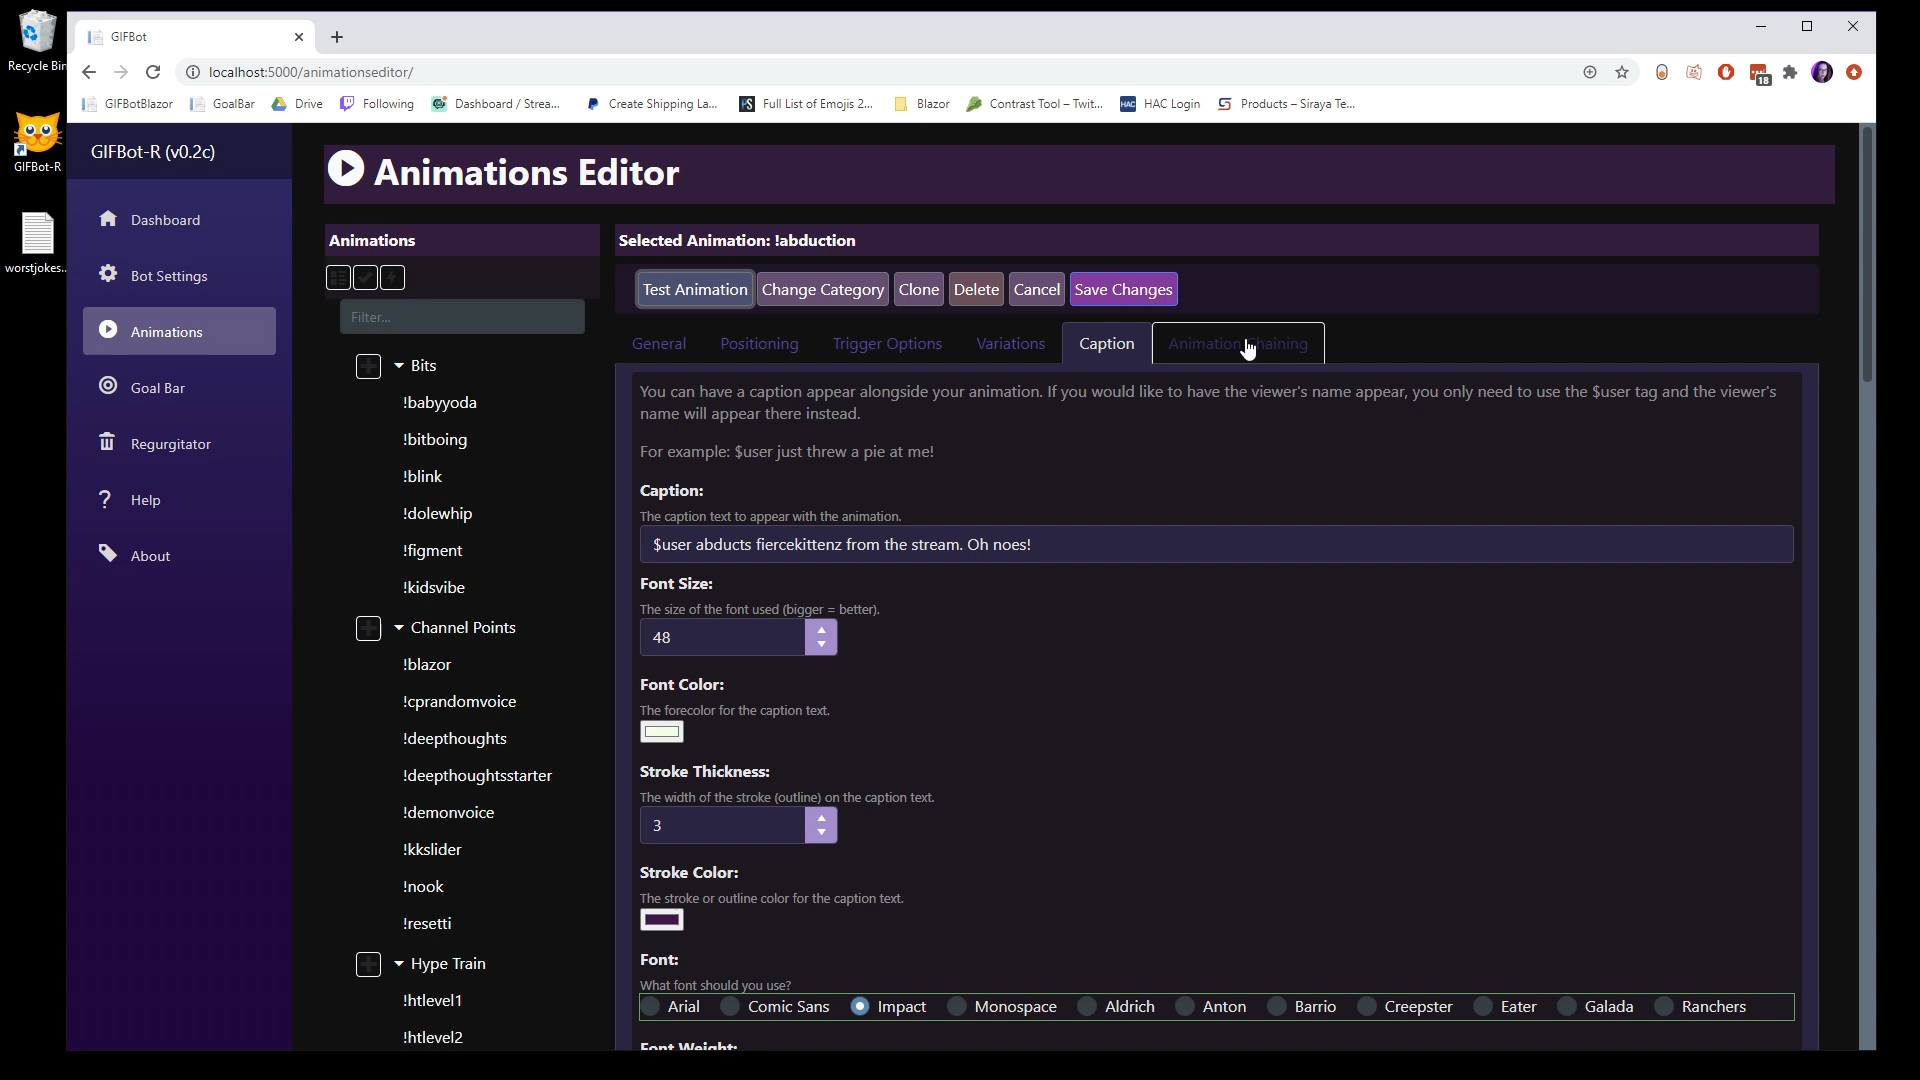 Recycle Bin
GIFBot-R
worstjokes...
GIFBot
localhost:5000/animationseditor/
18
GIFBotBlazor GoalBar Drive Following Dashboard / Strea... Create Shipping La... Full List of Emojis 2... Blazor Contrast Tool – Twit... HAC HAC Login Products – Siraya Te...
GIFBot-R (v0.2c)
Dashboard
Bot Settings
Animations
Goal Bar
Regurgitator
Help
About
Animations Editor
Animations
Filter...
Bits
!babyyoda
!bitboing
!blink
!dolewhip
!figment
!kidsvibe
Channel Points
!blazor
!cprandomvoice
!deepthoughts
!deepthoughtsstarter
!demonvoice
!kkslider
!nook
!resetti
Hype Train
!htlevel1
!htlevel2
Selected Animation: !abduction
Test Animation Change Category Clone Delete Cancel Save Changes
General Positioning Trigger Options Variations Caption Animation Chaining
You can have a caption appear alongside your animation. If you would like to have the viewer's name appear, you only need to use the $user tag and the viewer's
name will appear there instead.
For example: $user just threw a pie at me!
Caption:
The caption text to appear with the animation.
$user abducts fiercekittenz from the stream. Oh noes!
Font Size:
The size of the font used (bigger = better).
48
Font Color:
The forecolor for the caption text.
Stroke Thickness:
The width of the stroke (outline) on the caption text.
3
Stroke Color:
The stroke or outline color for the caption text.
Font:
What font should you use?
Arial Comic Sans Impact Monospace Aldrich Anton Barrio Creepster Eater Galada Ranchers
Font Weight: